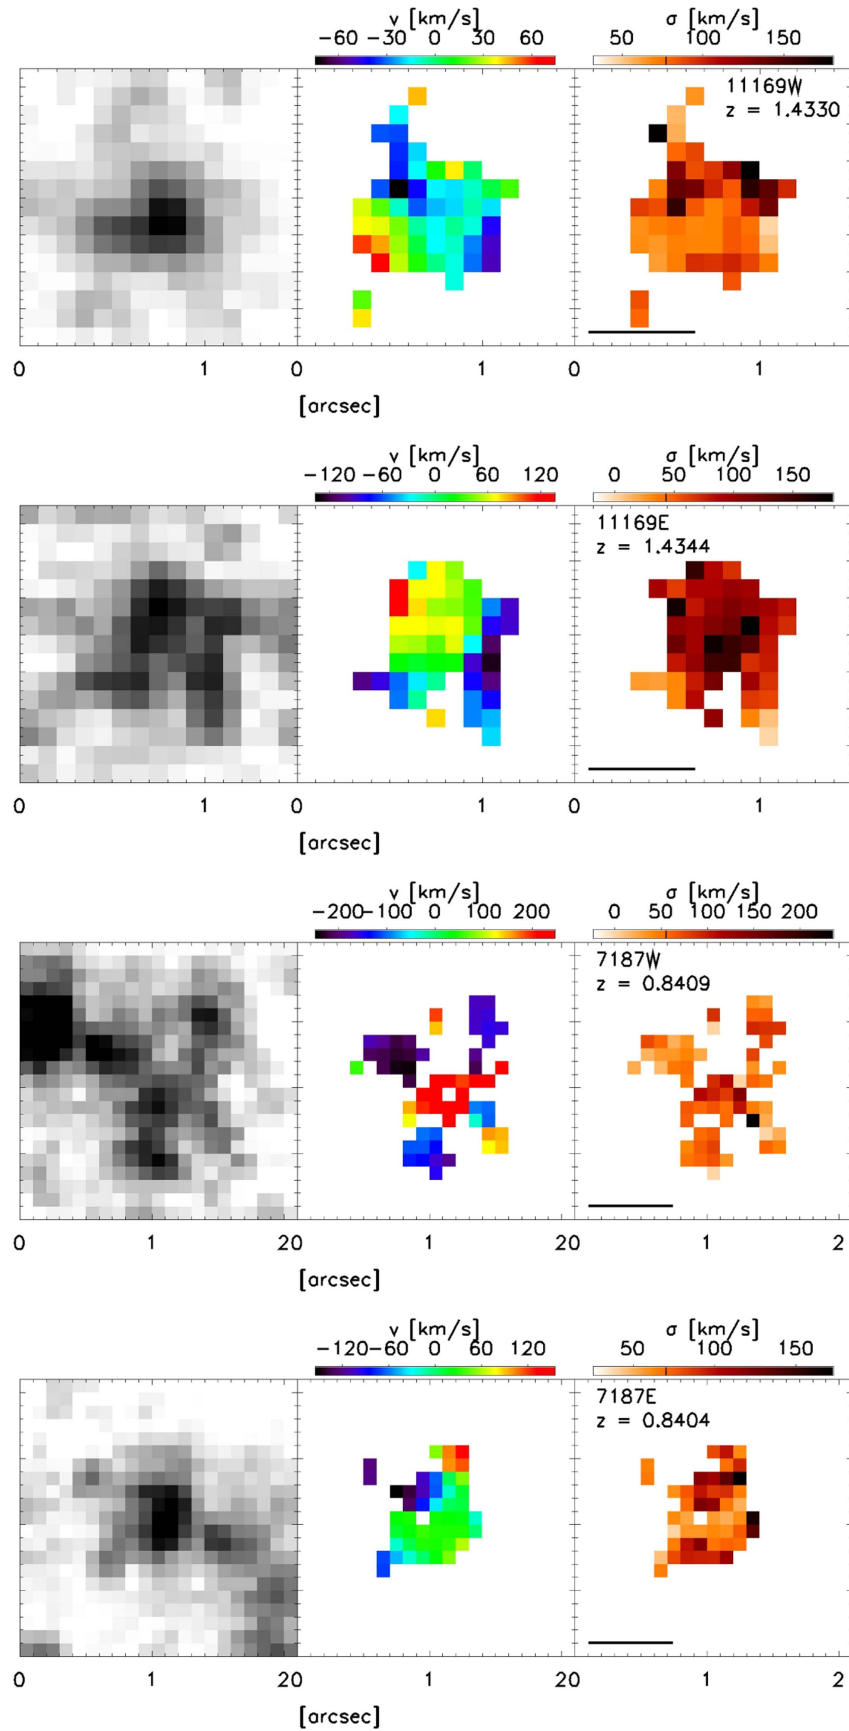 v [km/s] σ [km/s]
−60 −30 0 30 60 50 100 150
11169W
z = 1.4330
0 1 0 1 1
[arcsec]
v [km/s] σ [km/s]
−120 −60 0 60 120 0 50 100 150
11169E
z = 1.4344
0 1 0 1 1
[arcsec]
v [km/s] σ [km/s]
−200−100 0 100 200 0 50 100 150 200
7187W
z = 0.8409
0 1 20 1 20 1 2
[arcsec]
v [km/s] σ [km/s]
−120−60 0 60 120 50 100 150
7187E
z = 0.8404
0 1 20 1 20 1 2
[arcsec]